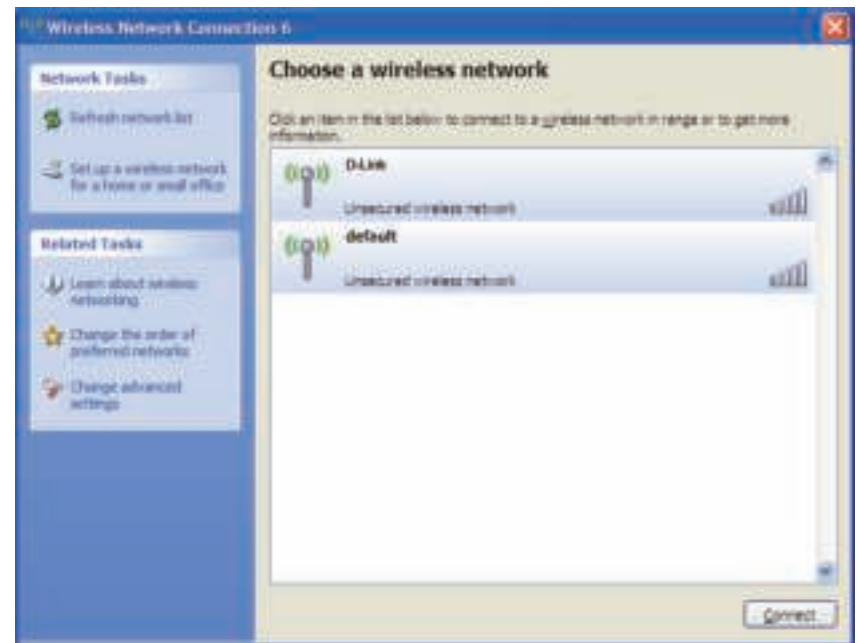 Wireless Network Connection 6
Network Tasks
Refresh network list
Set up a wireless network
for a home or small office
Related Tasks
Learn about wireless
networking
Change the order of
preferred networks
Change advanced
settings
Choose a wireless network
Click an item in the list below to connect to a wireless network in range or to get more
information.
D-Link
Unsecured wireless network
default
Unsecured wireless network
Connect